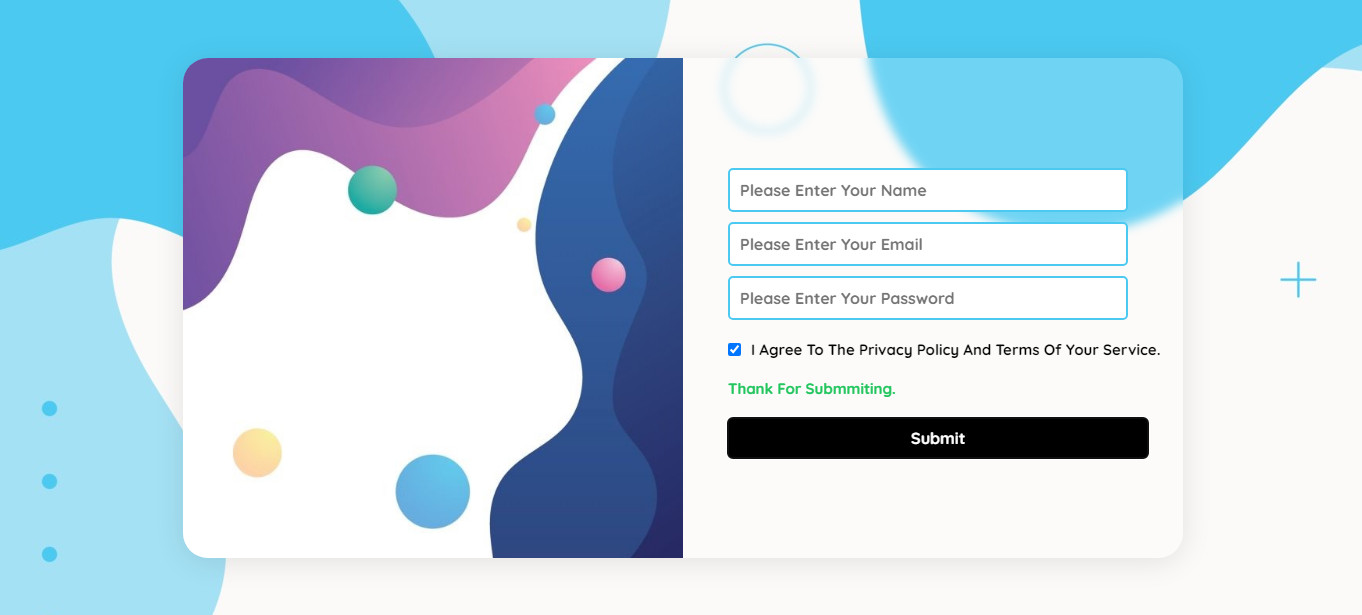 Please Enter Your Name
Please Enter Your Email
Please Enter Your Password
I Agree To The Privacy Policy And Terms Of Your Service.
Thank For Submmiting.
Submit